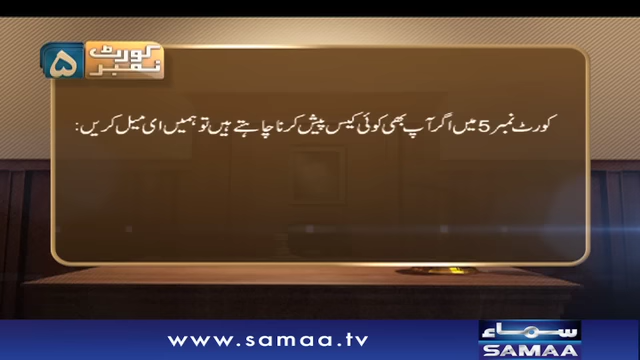 کورٹ
نمبر ۵
کورٹ نمبر 5 میں اگر آپ بھی کوئی کیس پیش کرنا چاہتے ہیں تو ہمیں ای میل کریں:
www.samaa.tv
سماء
SAMAA